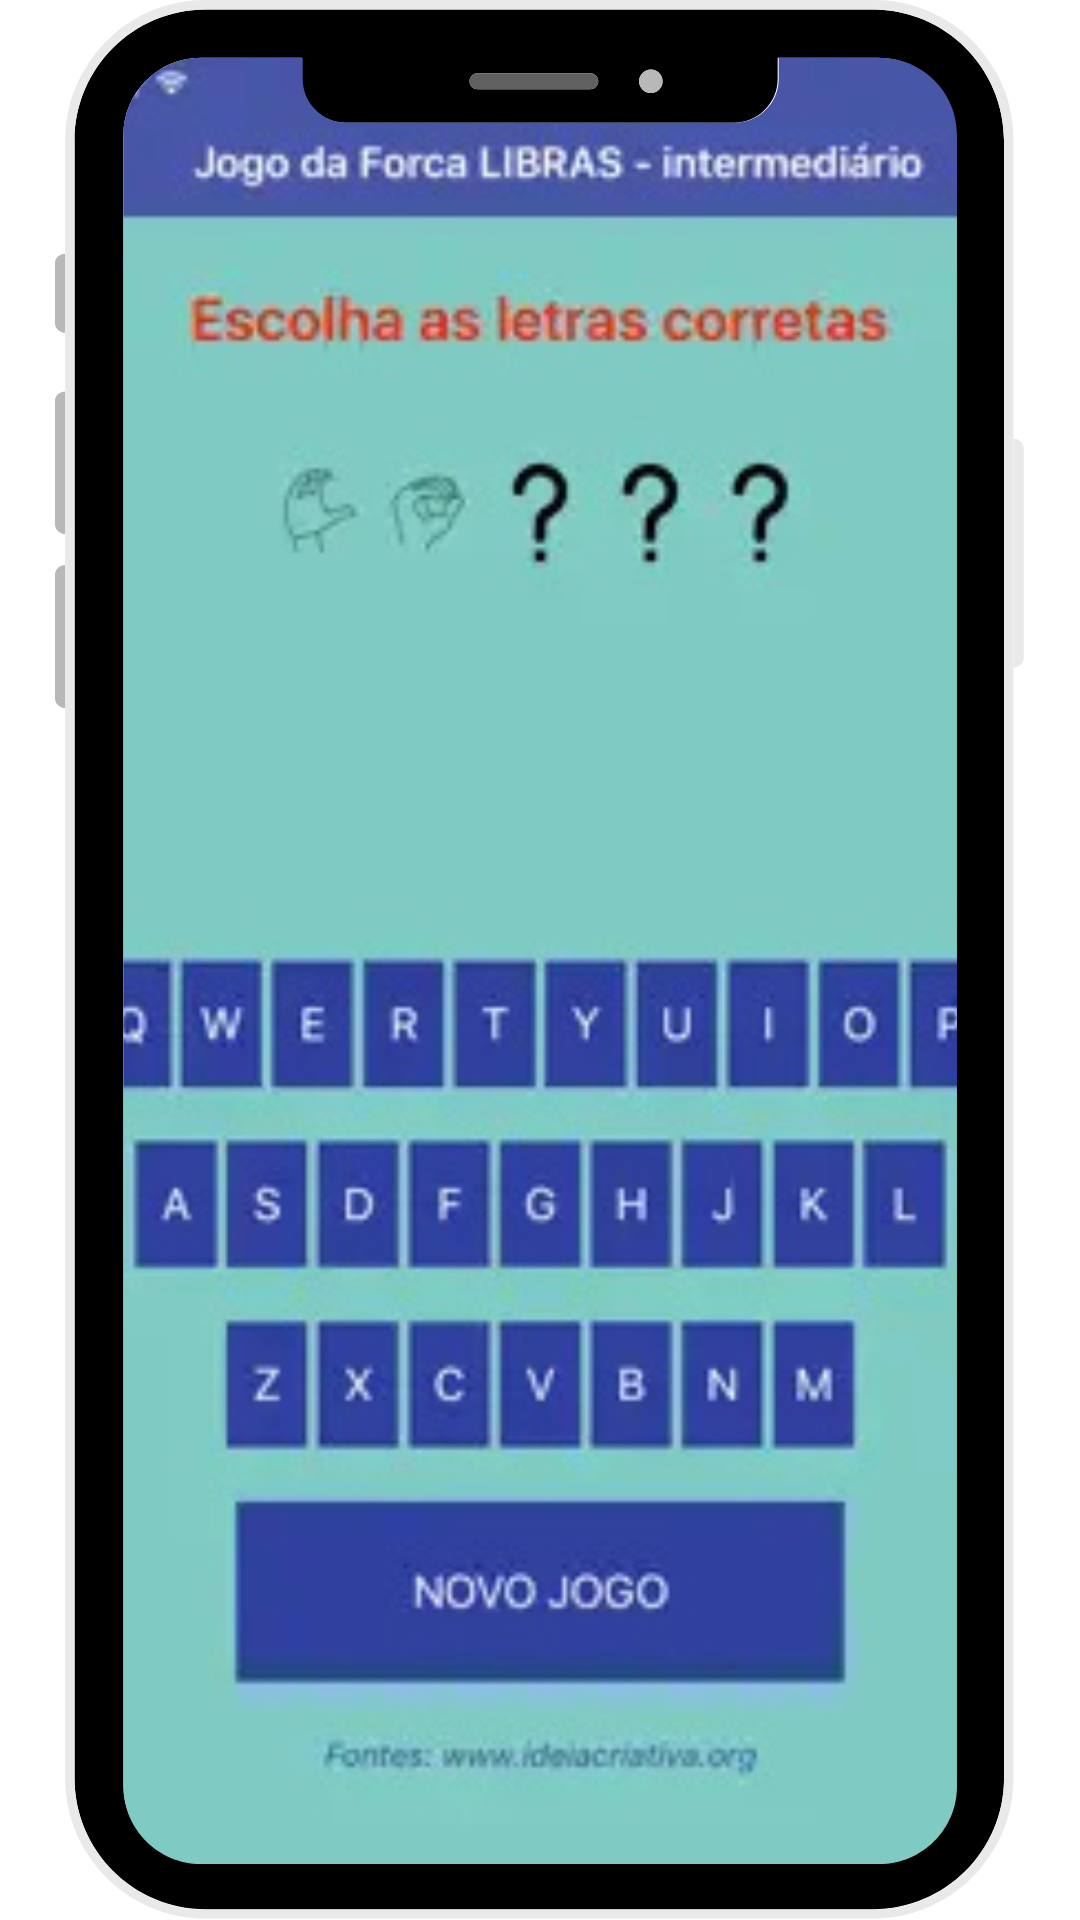 Jogo da Forca LIBRAS - intermediário
Escolha as letras corretas
? ? ?
Q W E R T Y U I O P
A S D F G H J K L
Z X C V B N M
NOVO JOGO
Fontes: www.ideiacriativa.org